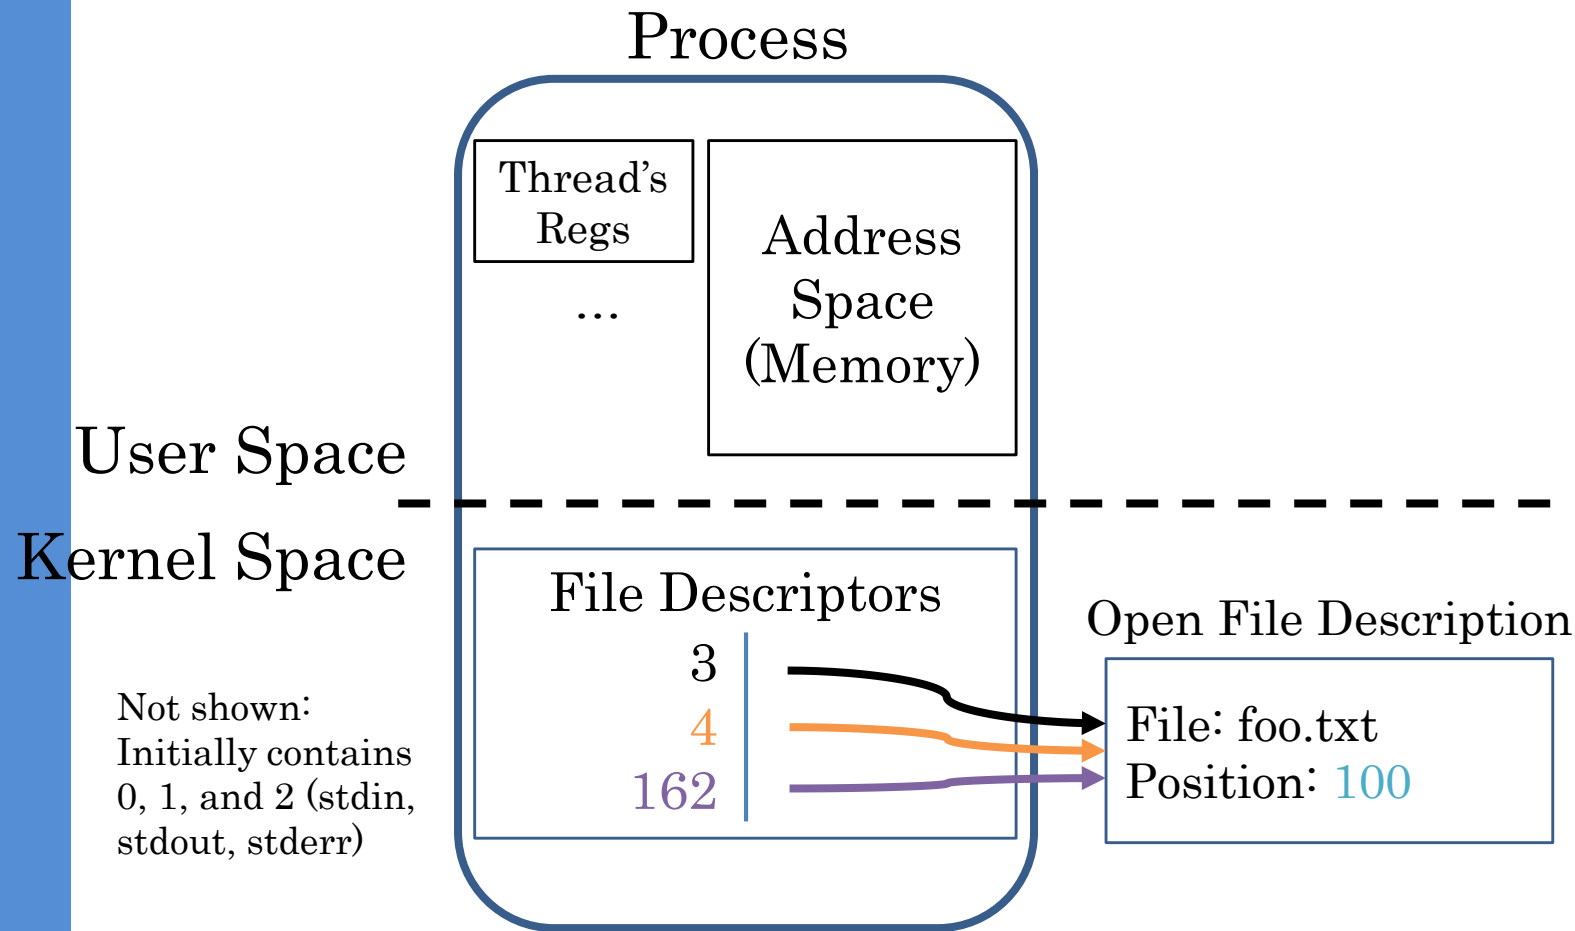 Process
Thread’s
Regs
…
Address
Space
(Memory)
User Space
Kernel Space
File Descriptors
3
4
162
Not shown:
Initially contains
0, 1, and 2 (stdin,
stdout, stderr)
Open File Description
File: foo.txt
Position: 100